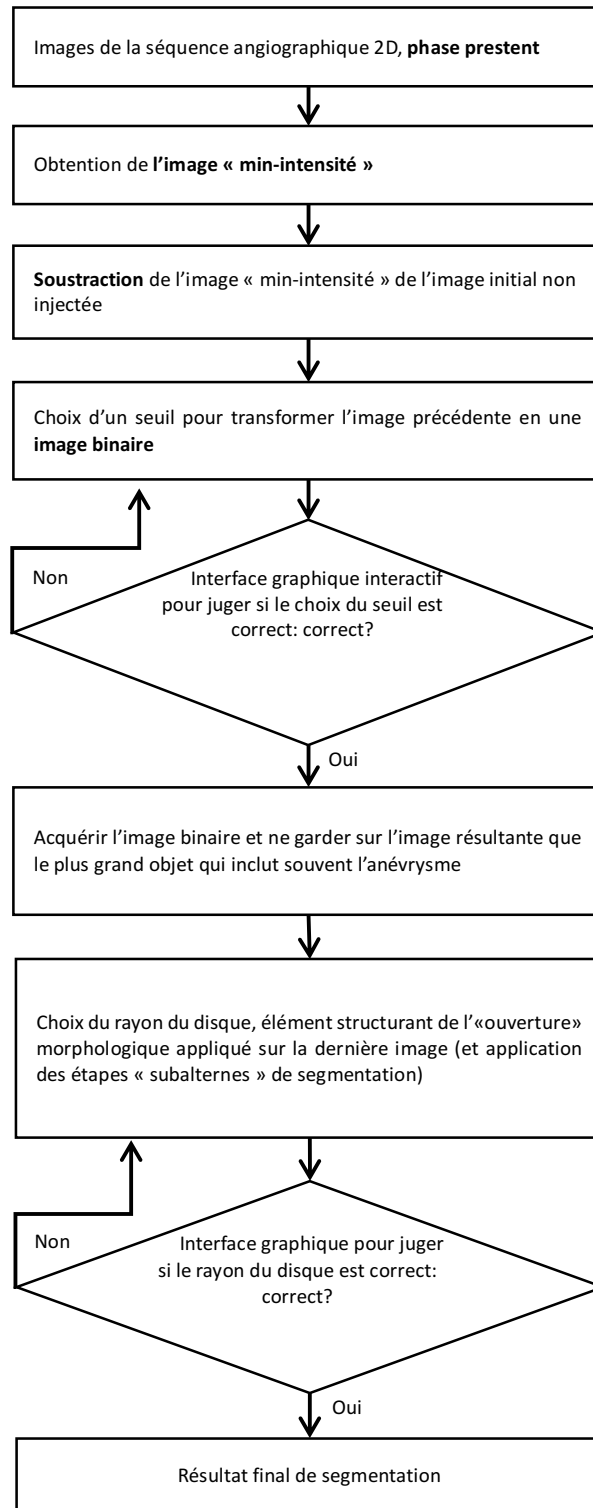 Images de la séquence angiographique 2D, phase prestent
Obtention de l’image « min-intensité »
Soustraction de l’image « min-intensité » de l’image initial non
injectée
Choix d’un seuil pour transformer l’image précédente en une
image binaire
Non
Interface graphique interactif
pour juger si le choix du seuil est
correct: correct?
Oui
Acquérir l’image binaire et ne garder sur l’image résultante que
le plus grand objet qui inclut souvent l’anévrysme
Choix du rayon du disque, élément structurant de l’«ouverture»
morphologique appliqué sur la dernière image (et application
des étapes « subalternes » de segmentation)
Non
Interface graphique pour juger
si le rayon du disque est correct:
correct?
Oui
Résultat final de segmentation